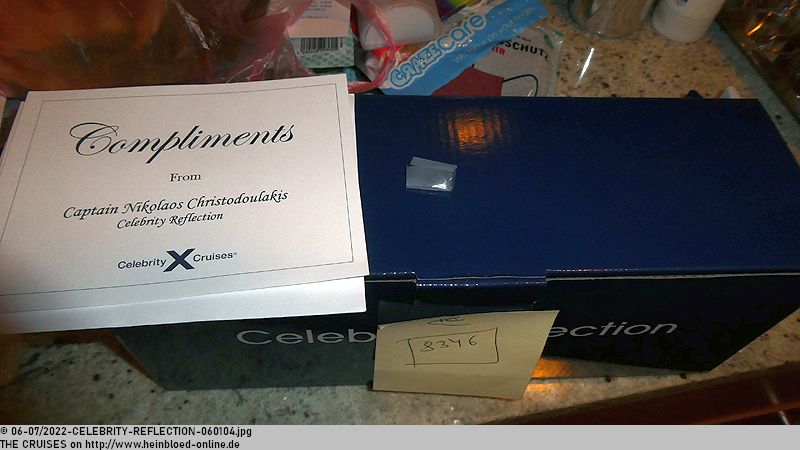 GRAZEcare
SCHUTZ
Compliments
From
Captain Nikolaos Christodoulakis
Celebrity Reflection
Celebrity X Cruises®
Celeb
ection
8346
© 06-07/2022-CELEBRITY-REFLECTION-060104.jpg
THE CRUISES on http://www.heinbloed-online.de